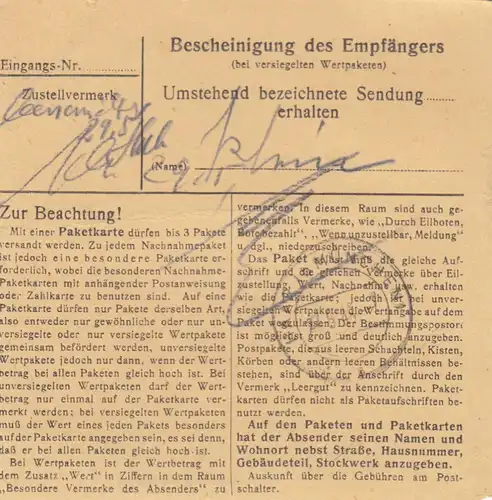 Bescheinigung des Empfängers
(bei versiegelten Wertpaketen)
Eingangs-Nr.
Zustellvermerk
Umstehend bezeichnete Sendung
erhalten
(Name)
Zur Beachtung!
Mit einer Paketkarte dürfen bis 3 Pakete
versandt werden. Zu jedem Nachnahmepaket
ist jedoch eine besondere Paketkarte er-
forderlich, wobei die besonderen Nachnahme-
Paketkarten mit anhängender Postanweisung
oder Zahlkarte zu benutzen sind. Auf eine
Paketkarte dürfen nur Pakete derselben Art,
also entweder nur gewöhnliche oder nur un-
versiegelte oder nur versiegelte Wertpakete
gemeinsam befördert werden, unversiegelte
Wertpakete jedoch nur dann, wenn der Wert-
betrag bei allen Paketen gleich hoch ist. Bei
unversiegelten Wertpaketen darf der Wert-
betrag nur einmal auf der Paketkarte ver-
merkt werden; bei versiegelten Wertpaketen
muß der Wert eines jeden Pakets besonders
auf der Paketkarte angegeben sein, es sei denn,
daß er bei allen Paketen gleich hoch ist.
Bei Wertpaketen ist der Wertbetrag mit
dem Zusatz „Wert" in Ziffern in dem Raum
„Besondere Vermerke des Absenders" zu
vermerken. In diesem Raum sind auch ge-
gebenenfalls Vermerke, wie „Durch Eilboten,
Bote bezahlt", „Wenn unzustellbar, Meldung"
dgl., niederzuschreiben.
Das Paket selbst muß die gleiche Auf-
schrift und die gleichen Vermerke über Eil-
zustellung, Wert, Nachnahme usw. erhalten
wie die Paketkarte; jedoch ist bei unver-
siegelten Wertpaketen die Wertangabe auf dem
Paket wegzulassen. Der Bestimmungspostort
ist möglichst groß und deutlich anzugeben.
Postpakete, die aus leeren Schachteln, Kisten,
Körben oder andern leeren Behältnissen be-
stehen, sind über der Anschrift durch den
Vermerk „Leergut" zu kennzeichnen. Paket-
karten dürfen nicht als Paketaufschriften be-
nutzt werden.
Auf den Paketen und Paketkarten
hat der Absender seinen Namen und
Wohnort nebst Straße, Hausnummer,
Gebäudeteil, Stockwerk anzugeben.
Auskunft über die Gebühren am Post-
schalter.